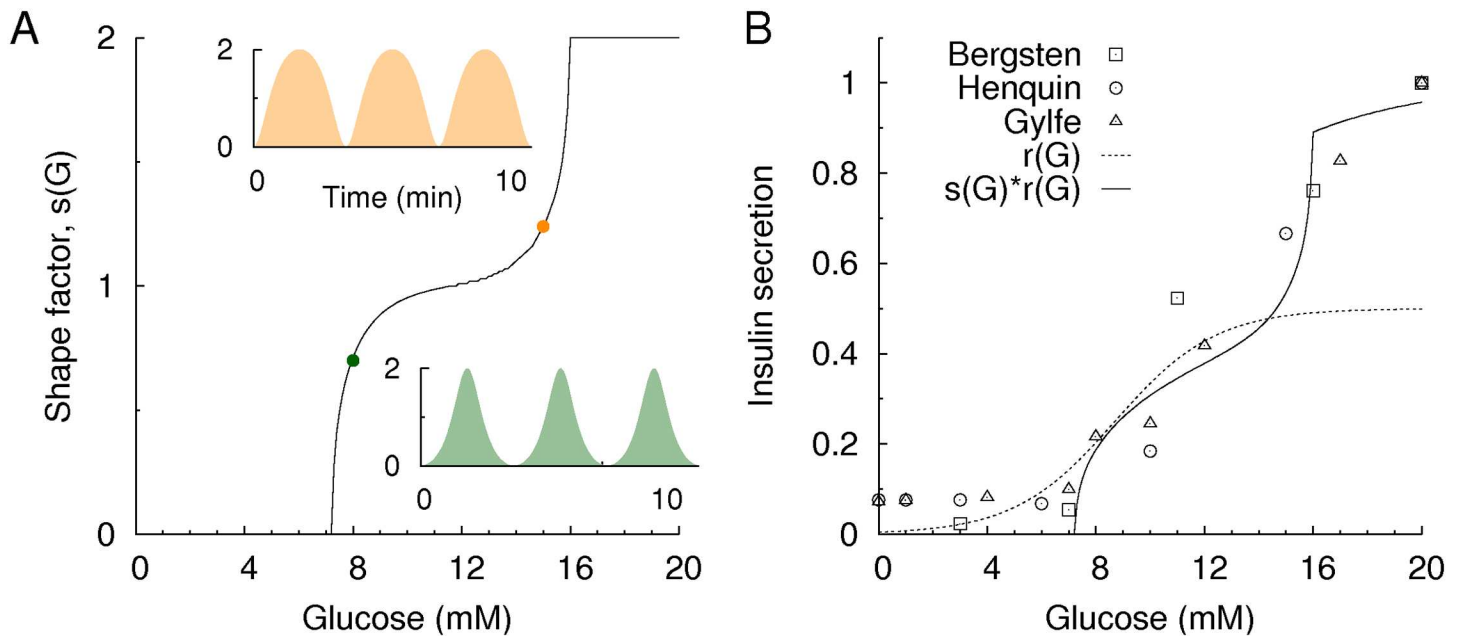 A
Shape factor, s(G)
2
1
0
0 4 8 12 16 20
Glucose (mM)
2
0
0 10
Time (min)
2
0
0 10
B
Insulin secretion
1
0.8
0.6
0.4
0.2
0
0 4 8 12 16 20
Glucose (mM)
Bergsten
Henquin
Gylfe
r(G)
s(G)*r(G)